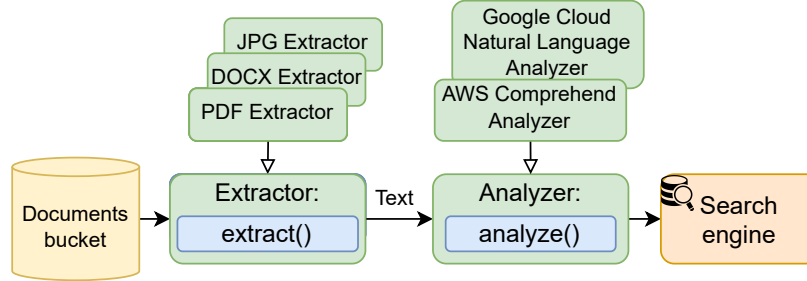 JPG Extractor
DOCX Extractor
PDF Extractor
Google Cloud
Natural Language
Analyzer
AWS Comprehend
Analyzer
Documents
bucket
Extractor:
extract()
Text
Analyzer:
analyze()
Search
engine